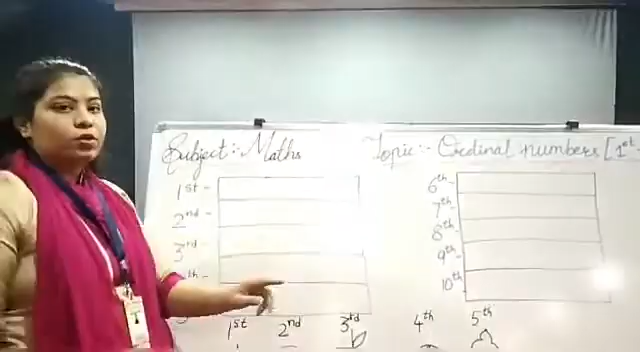 Subject:- Maths
Topic:- Ordinal numbers [1st-
1st -
2nd -
3rd -
th -
6th -
7th -
8th -
9th -
10th
1st 2nd 3rd 4th 5th